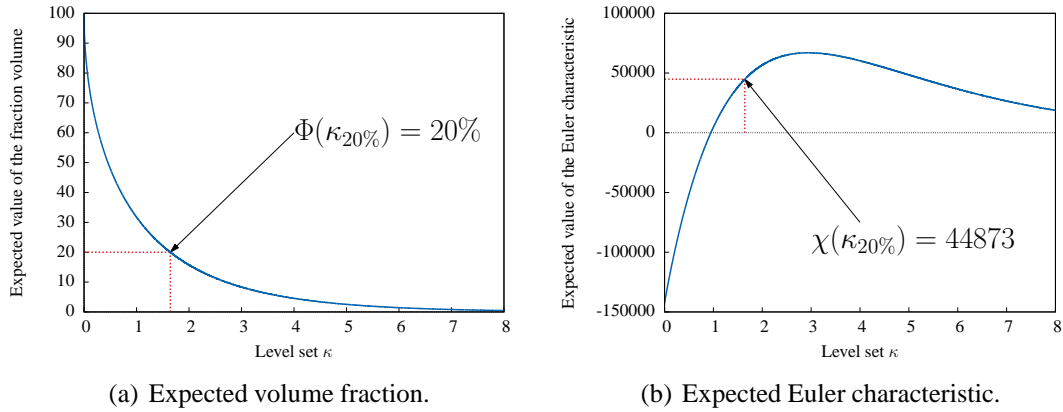 Expected value of the fraction volume
100
90
80
70
60
50
40
30
20
10
0
0 1 2 3 4 5 6 7 8
Level set κ
Φ(κ20%) = 20%
(a) Expected volume fraction.
Expected value of the Euler characteristic
100000
50000
0
-50000
-100000
-150000
0 1 2 3 4 5 6 7 8
Level set κ
χ(κ20%) = 44873
(b) Expected Euler characteristic.